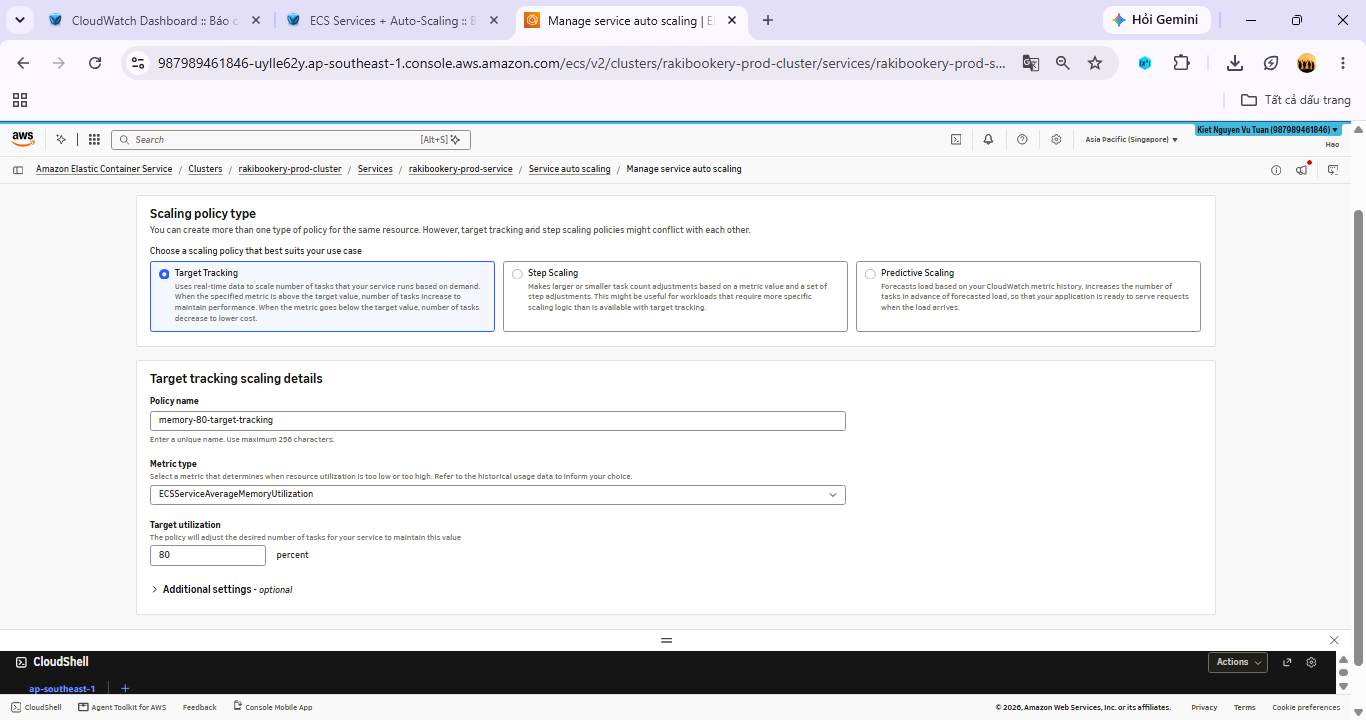 CloudWatch Dashboard :: Báo c
ECS Services + Auto-Scaling :: B
Manage service auto scaling | El
Hỏi Gemini
987989461846-uylle62y.ap-southeast-1.console.aws.amazon.com/ecs/v2/clusters/rakibookery-prod-cluster/services/rakibookery-prod-s...
Tất cả dấu trang
aws
Search
[Alt+S]
Asia Pacific (Singapore)
Kiet Nguyen Vu Tuan (987989461846)
Hao
Amazon Elastic Container Service / Clusters / rakibookery-prod-cluster / Services / rakibookery-prod-service / Service auto scaling / Manage service auto scaling
Scaling policy type
You can create more than one type of policy for the same resource. However, target tracking and step scaling policies might conflict with each other.
Choose a scaling policy that best suits your use case
Target Tracking
Uses real-time data to scale number of tasks that your service runs based on demand.
When the specified metric is above the target value, number of tasks increase to
maintain performance. When the metric goes below the target value, number of tasks
decrease to lower cost.
Step Scaling
Makes larger or smaller task count adjustments based on a metric value and a set of
step adjustments. This might be useful for workloads that require more specific
scaling logic than is available with target tracking.
Predictive Scaling
Forecasts load based on your CloudWatch metric history. Increases the number of
tasks in advance of forecasted load, so that your application is ready to serve requests
when the load arrives.
Target tracking scaling details
Policy name
memory-80-target-tracking
Enter a unique name. Use maximum 256 characters.
Metric type
Select a metric that determines when resource utilization is too low or too high. Refer to the historical usage data to inform your choice.
ECSServiceAverageMemoryUtilization
Target utilization
The policy will adjust the desired number of tasks for your service to maintain this value
80 percent
Additional settings - optional
CloudShell
Actions
ap-southeast-1
CloudShell
Agent Toolkit for AWS
Feedback
Console Mobile App
© 2026, Amazon Web Services, Inc. or its affiliates.
Privacy
Terms
Cookie preferences